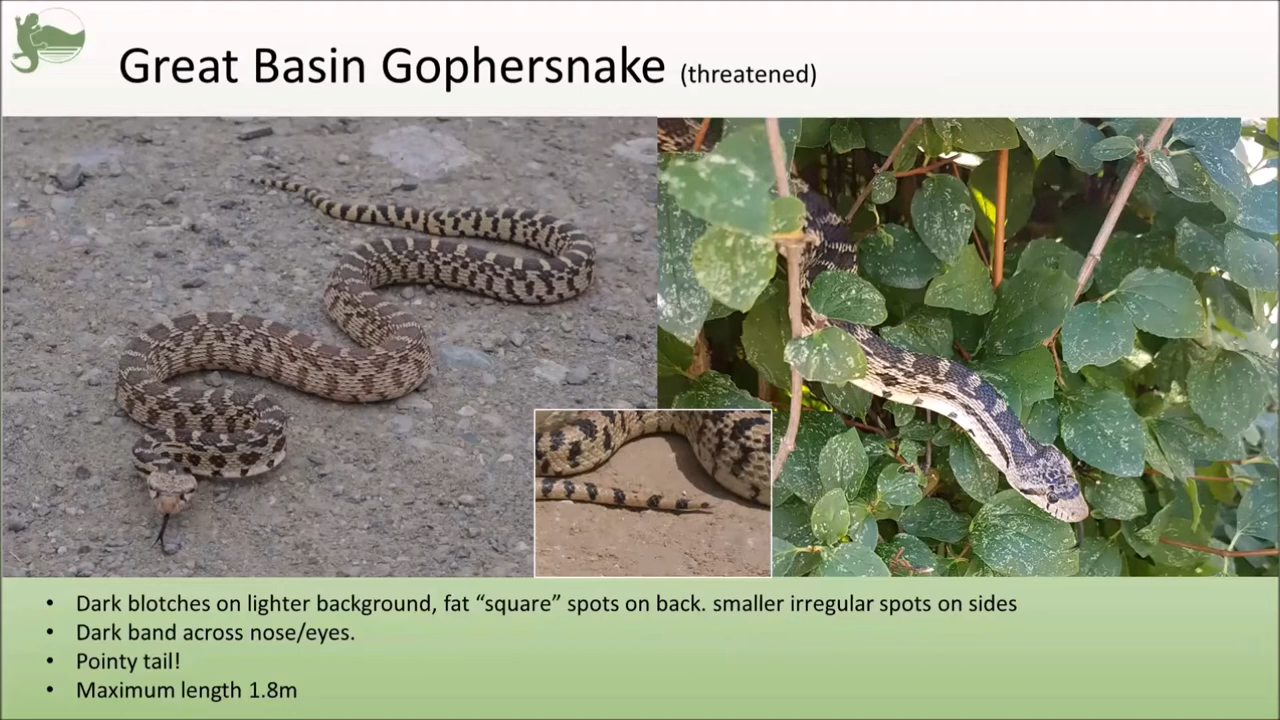 Great Basin Gophersnake (threatened)
• Dark blotches on lighter background, fat “square” spots on back. smaller irregular spots on sides
• Dark band across nose/eyes.
• Pointy tail!
• Maximum length 1.8m